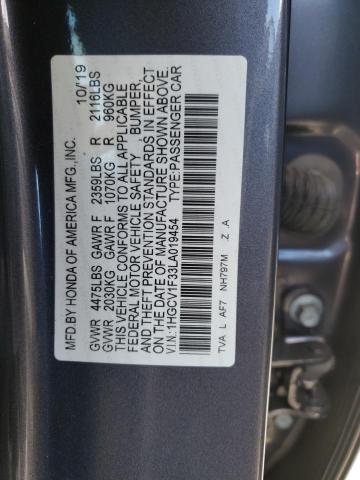 MFD.BY HONDA OF AMERICA MFG.,INC. 10/19
GVWR 4475LBS GAWR F 2359LBS R 2116LBS
GVWR 2030KG GAWR F 1070KG R 960KG
THIS VEHICLE CONFORMS TO ALL APPLICABLE
FEDERAL MOTOR VEHICLE SAFETY BUMPER,
AND THEFT PREVENTION STANDARDS IN EFFECT
ON THE DATE OF MANUFACTURE SHOWN ABOVE.
V.I.N.:1HGCV1F33LA019454 TYPE:PASSENGER CAR
TVA L AF7 NH797M .Z .A